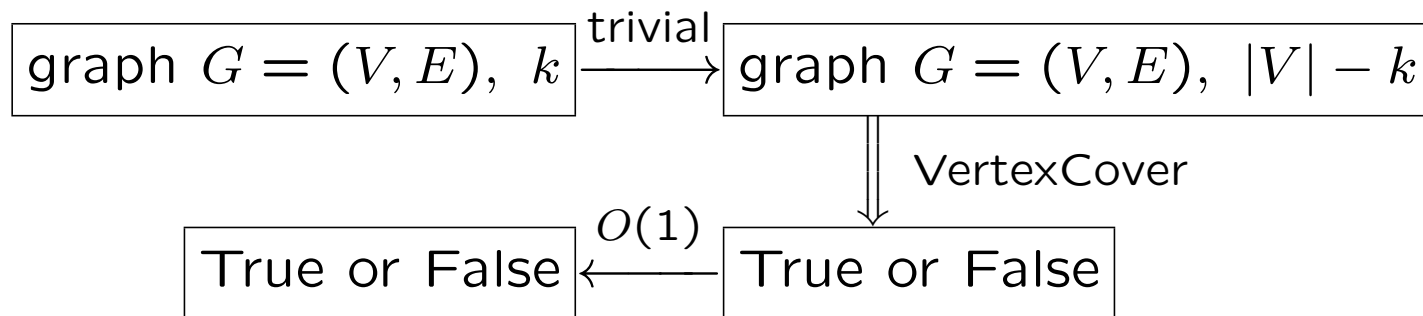 trivial
graph G = (V, E), k
graph G = (V, E), |V| − k
VertexCover
O(1)
True or False
True or False